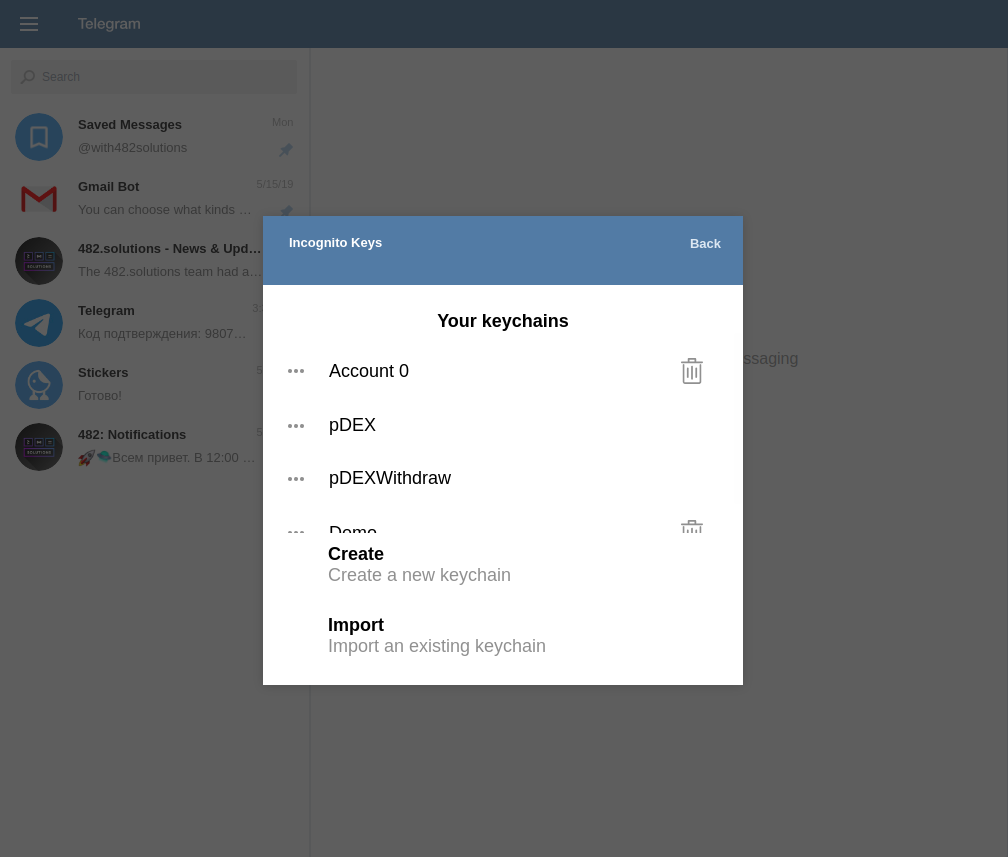 Telegram
Search
Saved Messages
Mon
@with482solutions
Gmail Bot
5/15/19
You can choose what kinds …
482.solutions - News & Upd…
The 482.solutions team had a…
Telegram
3:
Код подтверждения: 9807…
Stickers
5
Готово!
482: Notifications
5
🚀🛸Всем привет. В 12:00 …
ssaging
Incognito Keys
Back
Your keychains
Account 0
pDEX
pDEXWithdraw
Demo
Create
Create a new keychain
Import
Import an existing keychain